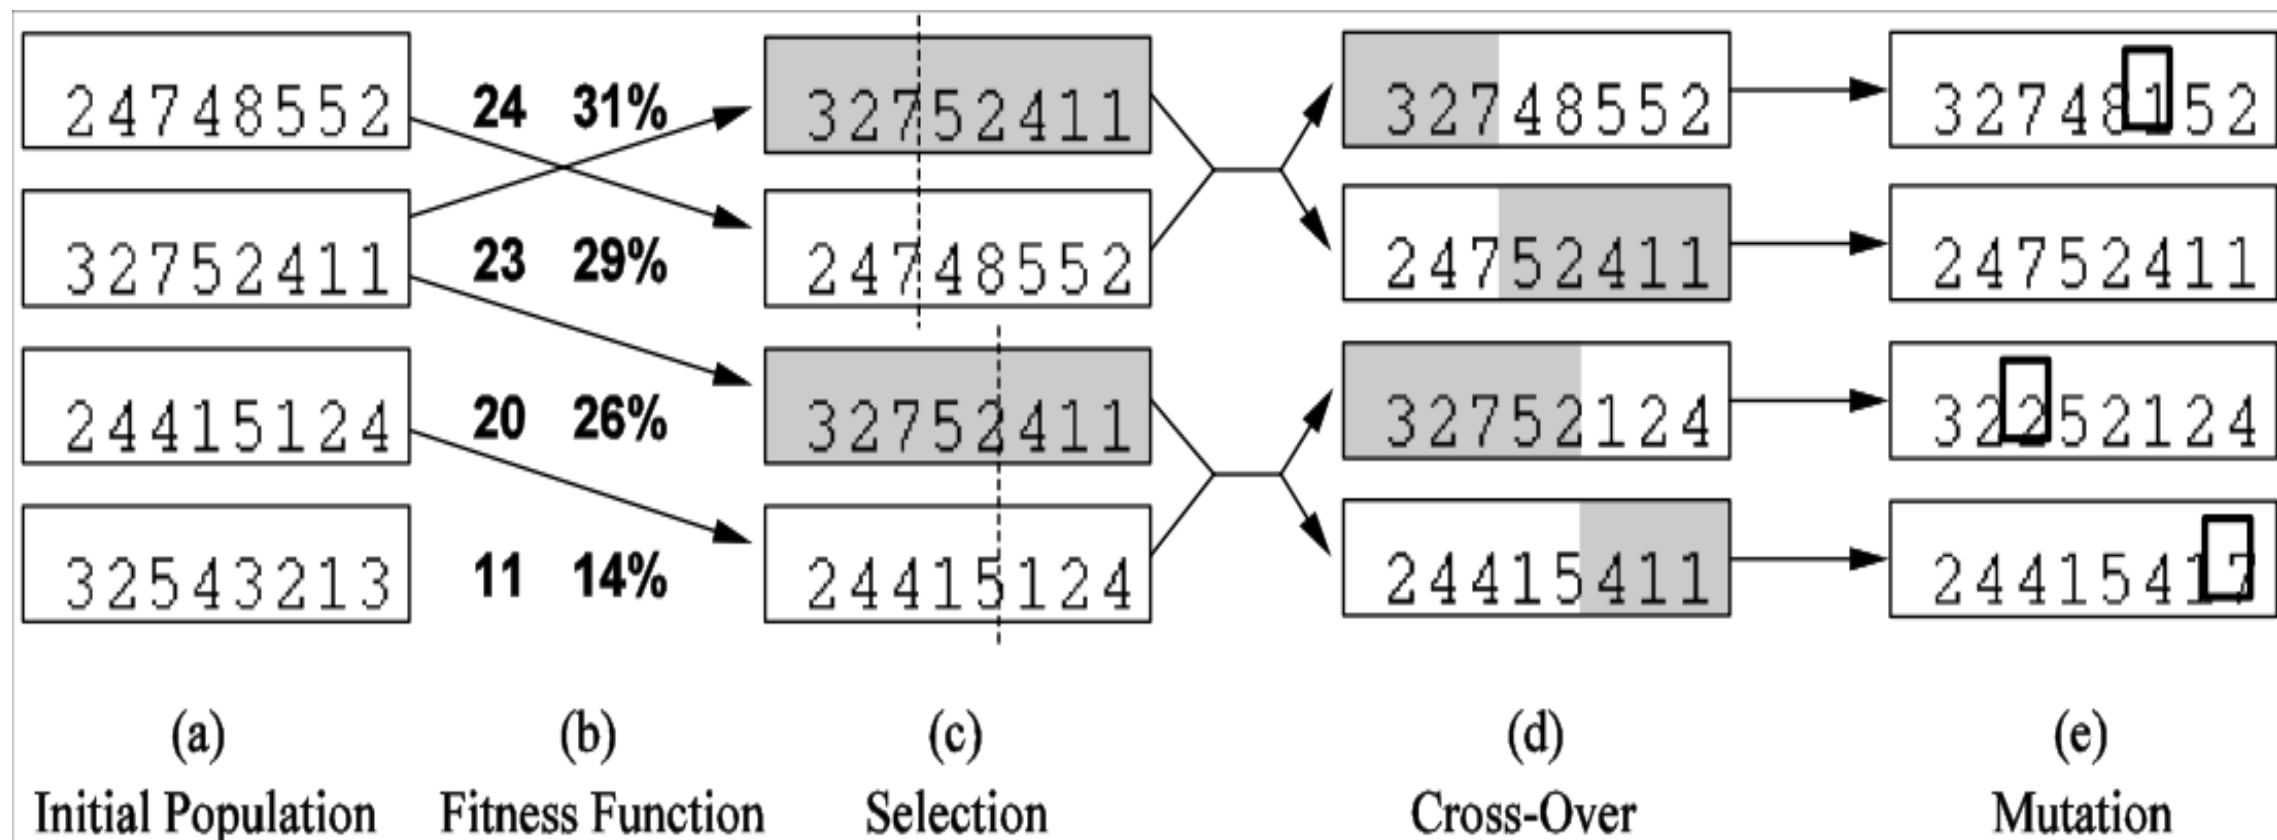 24748552 24 31% 32752411 32748552 32748152
32752411 23 29% 24748552 24752411 24752411
24415124 20 26% 32752411 32752124 32252124
32543213 11 14% 24415124 24415411 24415417
(a) (b) (c) (d) (e)
Initial Population Fitness Function Selection Cross-Over Mutation